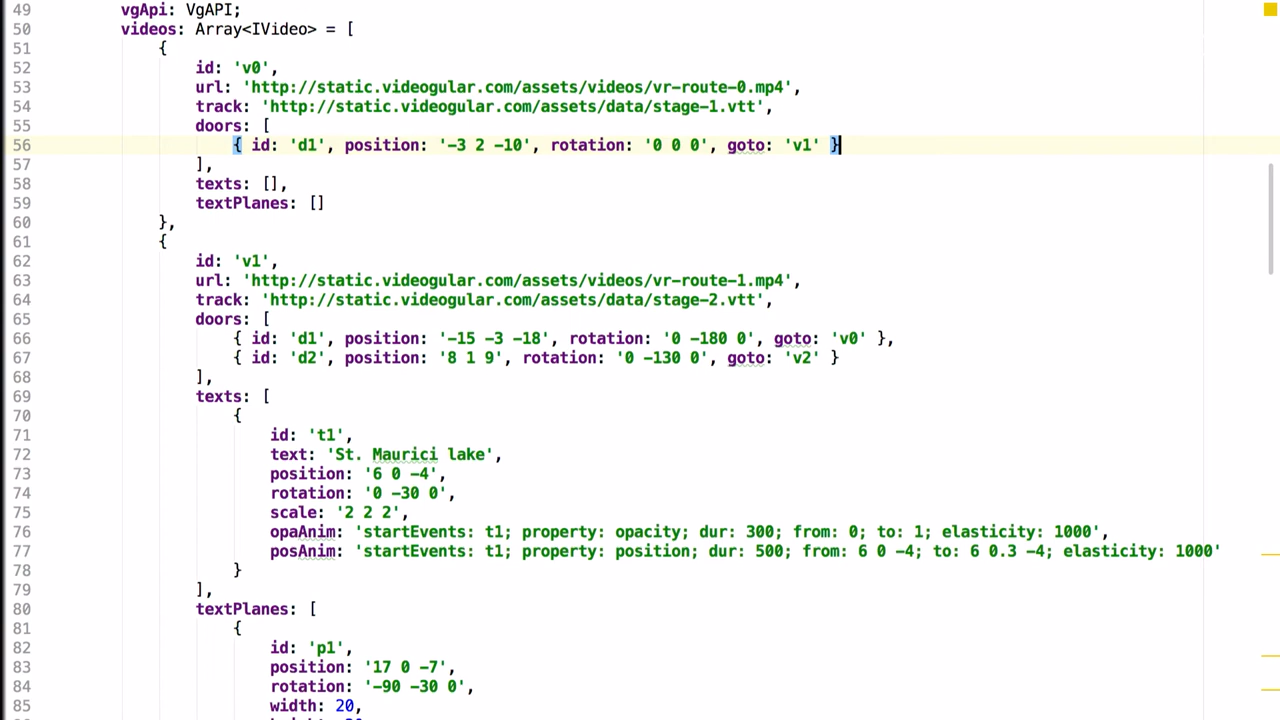 49 vgApi: VgAPI;
50 videos: Array<IVideo> = [
51 {
52 id: 'v0',
53 url: 'http://static.videogular.com/assets/videos/vr-route-0.mp4',
54 track: 'http://static.videogular.com/assets/data/stage-1.vtt',
55 doors: [
56 { id: 'd1', position: '-3 2 -10', rotation: '0 0 0', goto: 'v1' }
57 ],
58 texts: [],
59 textPlanes: []
60 },
61 {
62 id: 'v1',
63 url: 'http://static.videogular.com/assets/videos/vr-route-1.mp4',
64 track: 'http://static.videogular.com/assets/data/stage-2.vtt',
65 doors: [
66 { id: 'd1', position: '-15 -3 -18', rotation: '0 -180 0', goto: 'v0' },
67 { id: 'd2', position: '8 1 9', rotation: '0 -130 0', goto: 'v2' }
68 ],
69 texts: [
70 {
71 id: 't1',
72 text: 'St. Maurici lake',
73 position: '6 0 -4',
74 rotation: '0 -30 0',
75 scale: '2 2 2',
76 opaAnim: 'startEvents: t1; property: opacity; dur: 300; from: 0; to: 1; elasticity: 1000',
77 posAnim: 'startEvents: t1; property: position; dur: 500; from: 6 0 -4; to: 6 0.3 -4; elasticity: 1000'
78 }
79 ],
80 textPlanes: [
81 {
82 id: 'p1',
83 position: '17 0 -7',
84 rotation: '-90 -30 0',
85 width: 20,